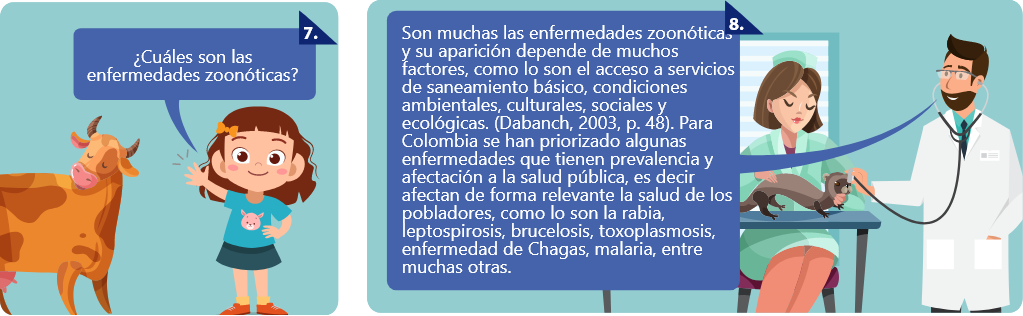 7.
¿Cuáles son las
enfermedades zoonóticas?
8.
Son muchas las enfermedades zoonóticas
y su aparición depende de muchos
factores, como lo son el acceso a servicios
de saneamiento básico, condiciones
ambientales, culturales, sociales y
ecológicas. (Dabanch, 2003, p. 48). Para
Colombia se han priorizado algunas
enfermedades que tienen prevalencia y
afectación a la salud pública, es decir
afectan de forma relevante la salud de los
pobladores, como lo son la rabia,
leptospirosis, brucelosis, toxoplasmosis,
enfermedad de Chagas, malaria, entre
muchas otras.